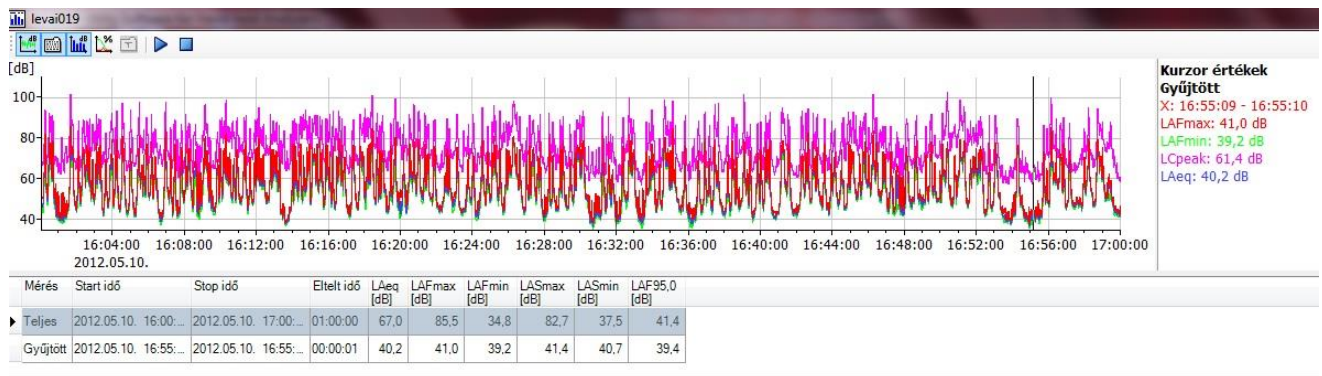 levai019
[dB]
100
80
60
40
16:04:00 16:08:00 16:12:00 16:16:00 16:20:00 16:24:00 16:28:00 16:32:00 16:36:00 16:40:00 16:44:00 16:48:00 16:52:00 16:56:00 17:00:00
2012.05.10.
Kurzor értékek
Gyűjtött
X: 16:55:09 - 16:55:10
LAFmax: 41,0 dB
LAFmin: 39,2 dB
LCpeak: 61,4 dB
LAeq: 40,2 dB
Mérés Start idő Stop idő Eltelt idő LAeq LAFmax LAFmin LASmax LASmin LAF95,0
[dB] [dB] [dB] [dB] [dB] [dB]
Teljes 2012.05.10. 16:00:... 2012.05.10. 17:00:... 01:00:00 67,0 85,5 34,8 82,7 37,5 41,4
Gyűjtött 2012.05.10. 16:55:... 2012.05.10. 16:55:... 00:00:01 40,2 41,0 39,2 41,4 40,7 39,4